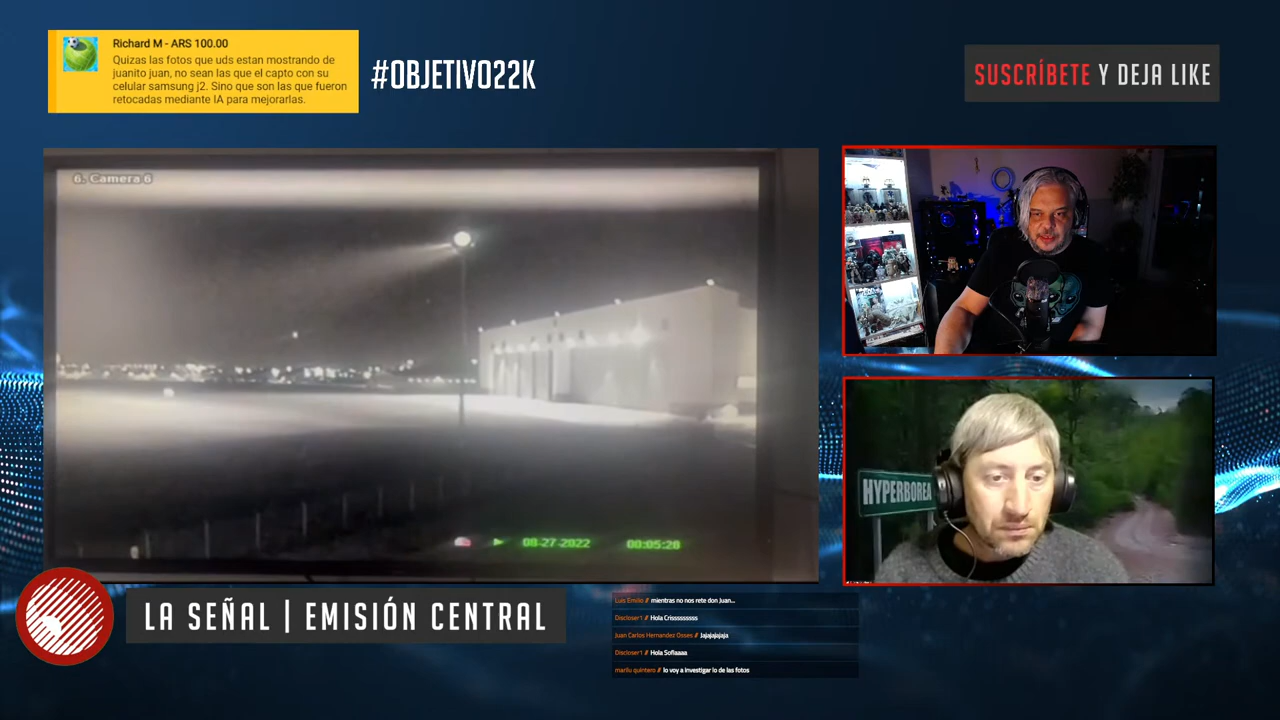 Richard M - ARS 100.00
Quizas las fotos que uds estan mostrando de
juanito juan, no sean las que el capto con su
celular samsung j2. Sino que son las que fueron
retocadas mediante IA para mejorarlas.
#OBJETIVO22K
SUSCRÍBETE Y DEJA LIKE
6. Camera 6
08-27-2022 00:05:28
HYPERBOREA
LA SEÑAL | EMISIÓN CENTRAL
Luis Emilio // mientras no nos rete don Juan...
Discloser1 // Hola Crisssssssss
Juan Carlos Hernandez Osses // Jajajajajaja
Discloser1 // Hola Sofiaaaa
marilu quintero // lo voy a investigar lo de las fotos